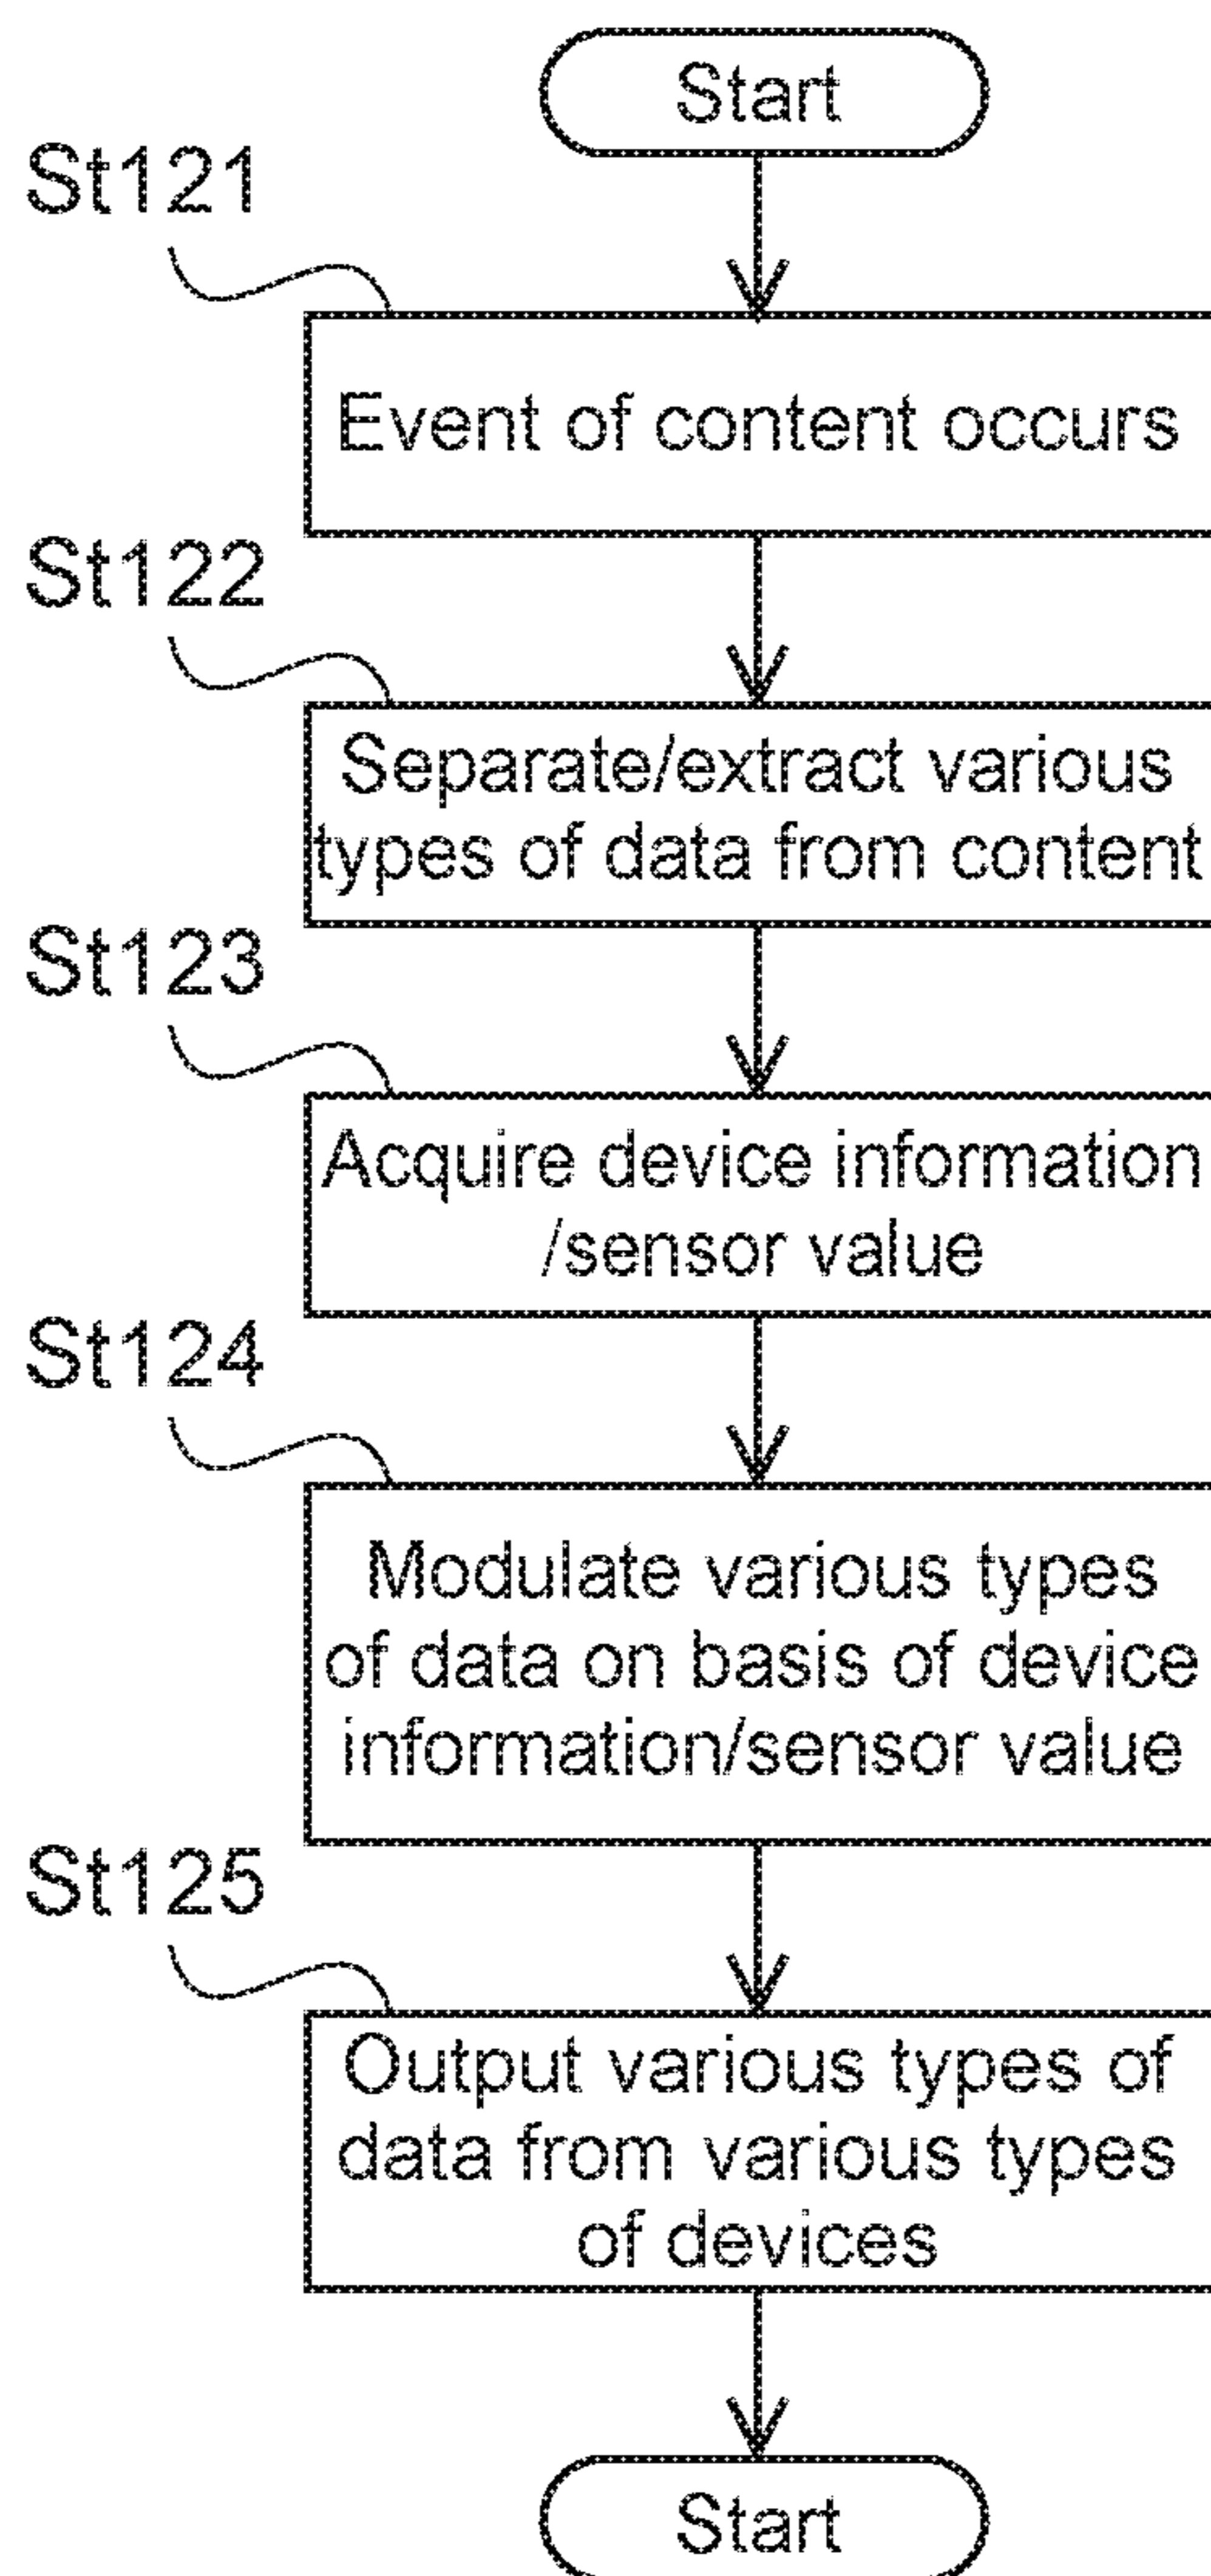 Start
St121
Event of content occurs
St122
Separate/extract various
types of data from content
St123
Acquire device information
/sensor value
St124
Modulate various types
of data on basis of device
information/sensor value
St125
Output various types of
data from various types
of devices
Start